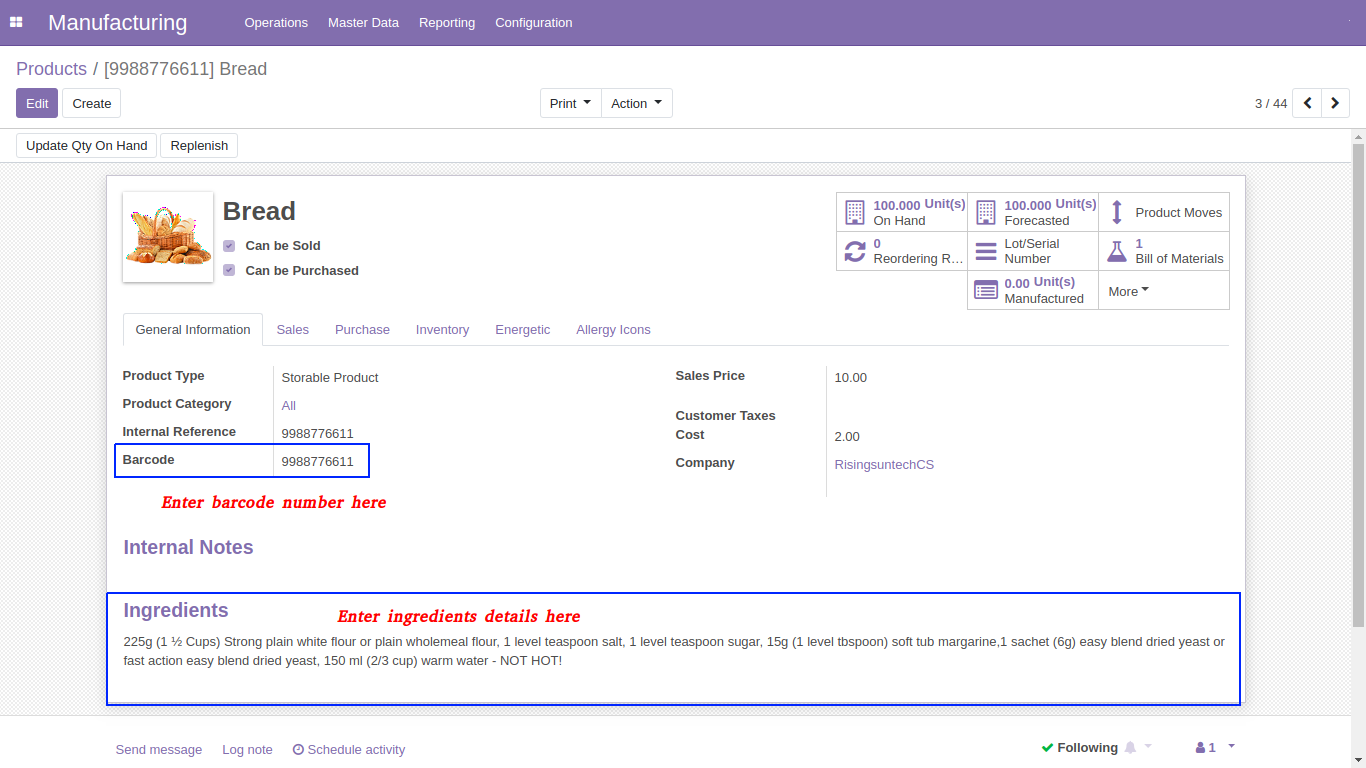 Manufacturing Operations Master Data Reporting Configuration
Products / [9988776611] Bread
Edit Create Print Action 3 / 44
Update Qty On Hand Replenish
Bread
Can be Sold
Can be Purchased
100.000 Unit(s)
On Hand
100.000 Unit(s)
Forecasted
Product Moves
0
Reordering R...
Lot/Serial
Number
1
Bill of Materials
0.00 Unit(s)
Manufactured
More
General Information Sales Purchase Inventory Energetic Allergy Icons
Product Type Storable Product
Product Category All
Internal Reference 9988776611
Barcode 9988776611
Enter barcode number here
Sales Price 10.00
Customer Taxes
Cost 2.00
Company RisingsuntechCS
Internal Notes
Ingredients
Enter ingredients details here
225g (1 ½ Cups) Strong plain white flour or plain wholemeal flour, 1 level teaspoon salt, 1 level teaspoon sugar, 15g (1 level tbspoon) soft tub margarine,1 sachet (6g) easy blend dried yeast or
fast action easy blend dried yeast, 150 ml (2/3 cup) warm water - NOT HOT!
Send message Log note Schedule activity Following 1